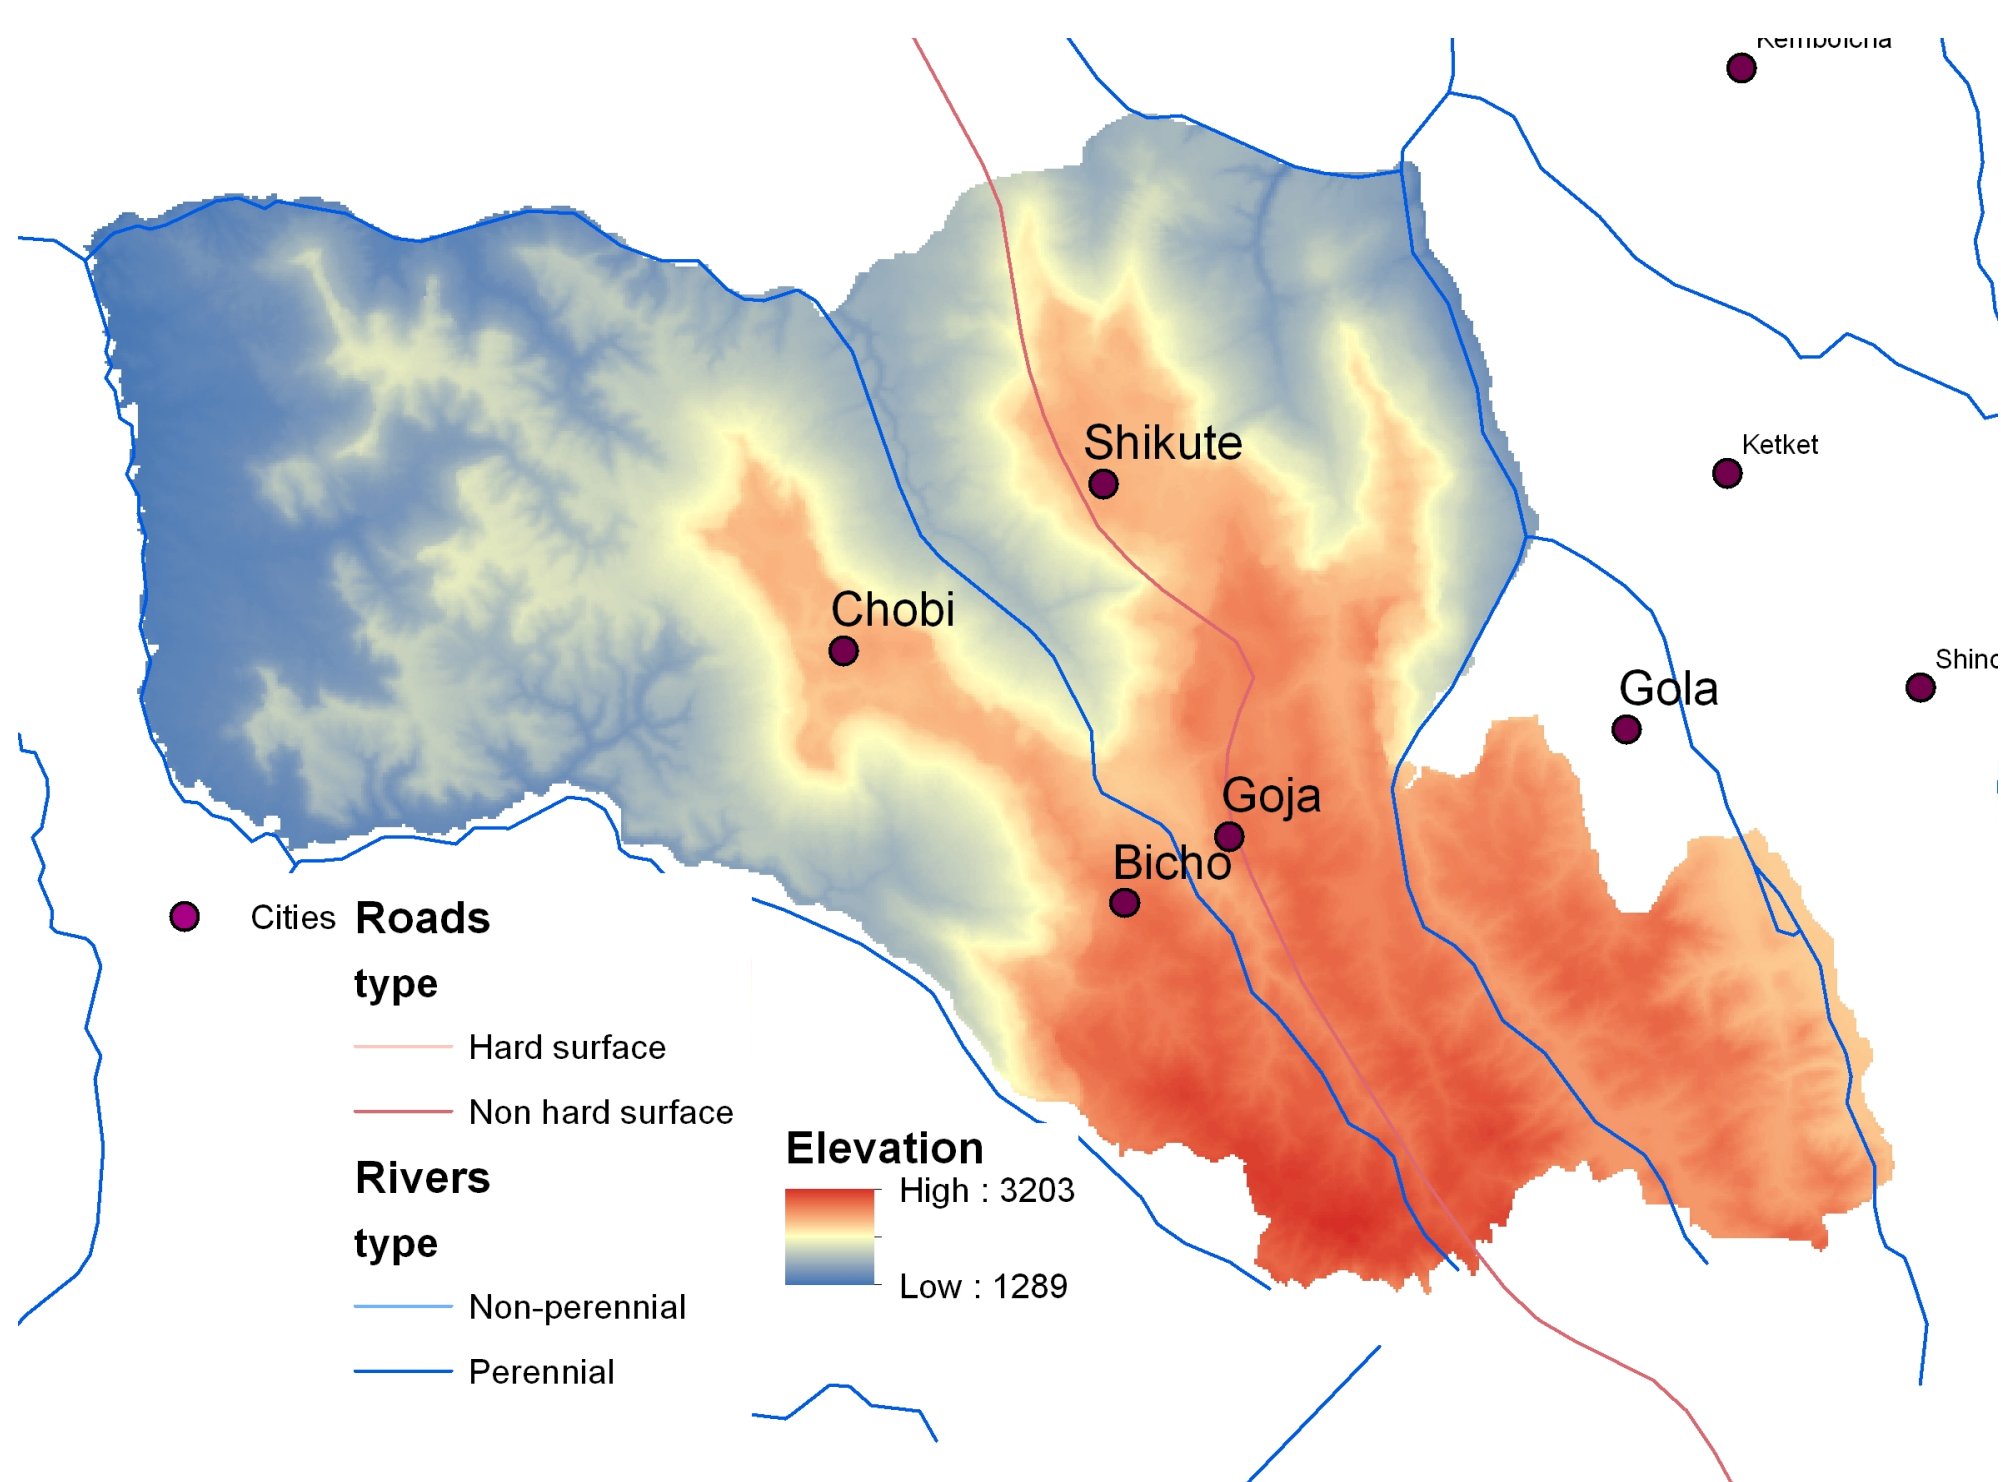 Ketket
Shikute
Chobi
Gola
Goja
Bicho
Cities
Roads
type
Hard surface
Non hard surface
Rivers
type
Non-perennial
Perennial
Elevation
High : 3203
Low : 1289